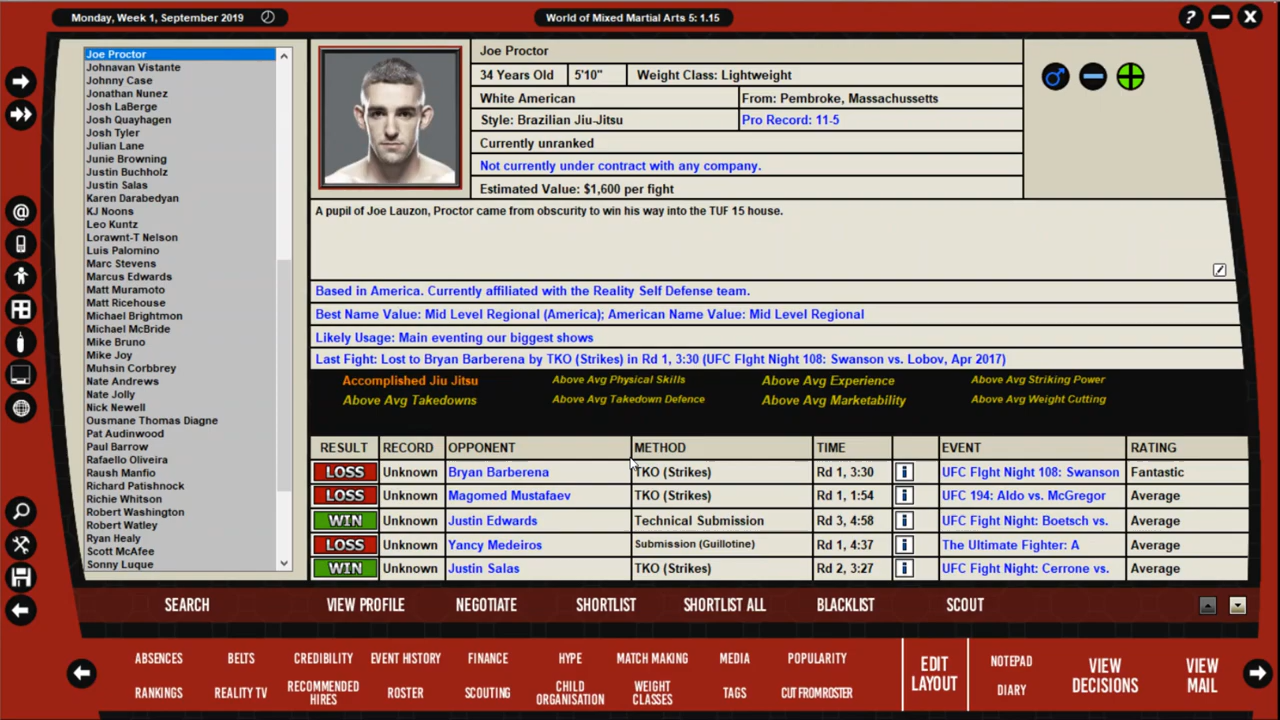 Monday, Week 1, September 2019
World of Mixed Martial Arts 5: 1.15
?
Joe Proctor
Johnavan Vistante
Johnny Case
Jonathan Nunez
Josh LaBerge
Josh Quayhagen
Josh Tyler
Julian Lane
Junie Browning
Justin Buchholz
Justin Salas
Karen Darabedyan
KJ Noons
Leo Kuntz
Lorawnt-T Nelson
Luis Palomino
Marc Stevens
Marcus Edwards
Matt Muramoto
Matt Ricehouse
Michael Brightmon
Michael McBride
Mike Bruno
Mike Joy
Muhsin Corbbrey
Nate Andrews
Nate Jolly
Nick Newell
Ousmane Thomas Diagne
Pat Audinwood
Paul Barrow
Rafaello Oliveira
Raush Manfio
Richard Patishnock
Richie Whitson
Robert Washington
Robert Watley
Ryan Healy
Scott McAfee
Sonny Luque
Joe Proctor
34 Years Old 5'10" Weight Class: Lightweight
White American From: Pembroke, Massachussetts
Style: Brazilian Jiu-Jitsu Pro Record: 11-5
Currently unranked
Not currently under contract with any company.
Estimated Value: $1,600 per fight
A pupil of Joe Lauzon, Proctor came from obscurity to win his way into the TUF 15 house.
Based in America. Currently affiliated with the Reality Self Defense team.
Best Name Value: Mid Level Regional (America); American Name Value: Mid Level Regional
Likely Usage: Main eventing our biggest shows
Last Fight: Lost to Bryan Barberena by TKO (Strikes) in Rd 1, 3:30 (UFC FIght Night 108: Swanson vs. Lobov, Apr 2017)
Accomplished Jiu Jitsu Above Avg Physical Skills Above Avg Experience Above Avg Striking Power
Above Avg Takedowns Above Avg Takedown Defence Above Avg Marketability Above Avg Weight Cutting
RESULT RECORD OPPONENT METHOD TIME EVENT RATING
LOSS Unknown Bryan Barberena TKO (Strikes) Rd 1, 3:30 i UFC FIght Night 108: Swanson Fantastic
LOSS Unknown Magomed Mustafaev TKO (Strikes) Rd 1, 1:54 i UFC 194: Aldo vs. McGregor Average
WIN Unknown Justin Edwards Technical Submission Rd 3, 4:58 i UFC Fight Night: Boetsch vs. Average
LOSS Unknown Yancy Medeiros Submission (Guillotine) Rd 1, 4:37 i The Ultimate Fighter: A Average
WIN Unknown Justin Salas TKO (Strikes) Rd 2, 3:27 i UFC Fight Night: Cerrone vs. Average
SEARCH VIEW PROFILE NEGOTIATE SHORTLIST SHORTLIST ALL BLACKLIST SCOUT
ABSENCES BELTS CREDIBILITY EVENT HISTORY FINANCE HYPE MATCH MAKING MEDIA POPULARITY
RANKINGS REALITY TV RECOMMENDED HIRES ROSTER SCOUTING CHILD ORGANISATION WEIGHT CLASSES TAGS CUT FROM ROSTER
EDIT LAYOUT
NOTEPAD
DIARY
VIEW DECISIONS
VIEW MAIL